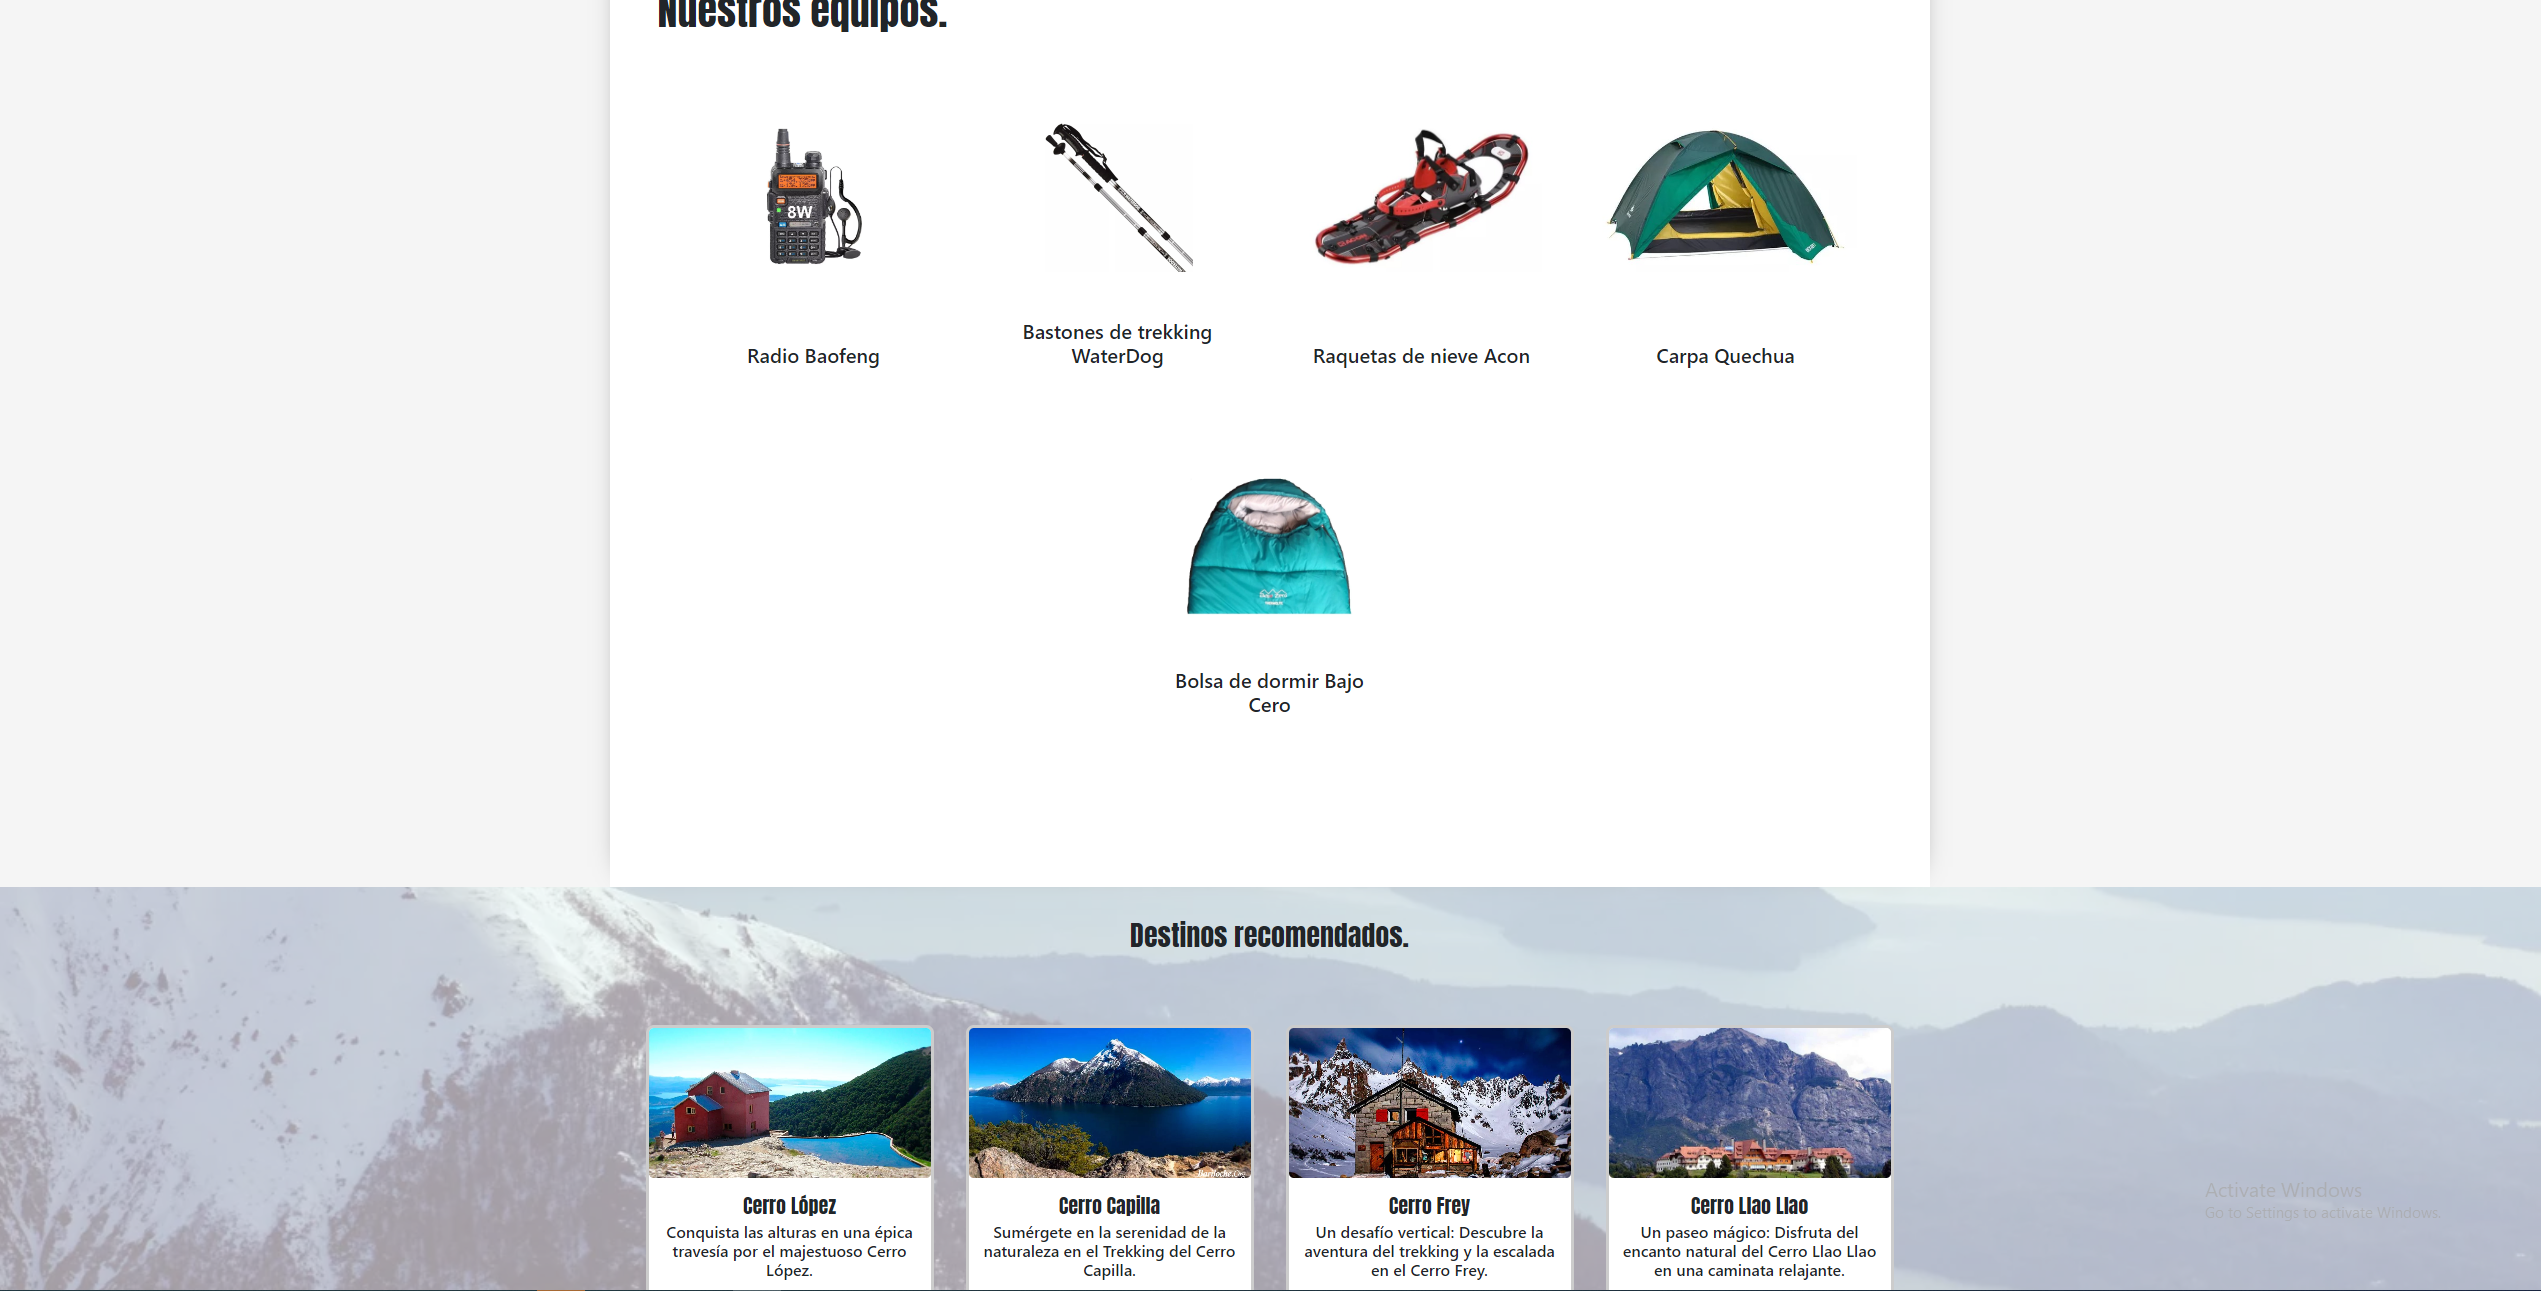 Nuestros equipos.
8W
Radio Baofeng
Bastones de trekking
WaterDog
Raquetas de nieve Acon
Carpa Quechua
Bolsa de dormir Bajo
Cero
Destinos recomendados.
Bariloche.Org
Cerro López
Conquista las alturas en una épica
travesía por el majestuoso Cerro
López.
Cerro Capilla
Sumérgete en la serenidad de la
naturaleza en el Trekking del Cerro
Capilla.
Cerro Frey
Un desafío vertical: Descubre la
aventura del trekking y la escalada
en el Cerro Frey.
Cerro Llao Llao
Un paseo mágico: Disfruta del
encanto natural del Cerro Llao Llao
en una caminata relajante.
Activate Windows
Go to Settings to activate Windows.